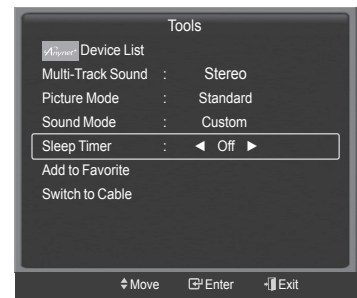 Tools
Anynet+ Device List
Multi-Track Sound : Stereo
Picture Mode : Standard
Sound Mode : Custom
Sleep Timer : ◄ Off ►
Add to Favorite
Switch to Cable
Move Enter Exit